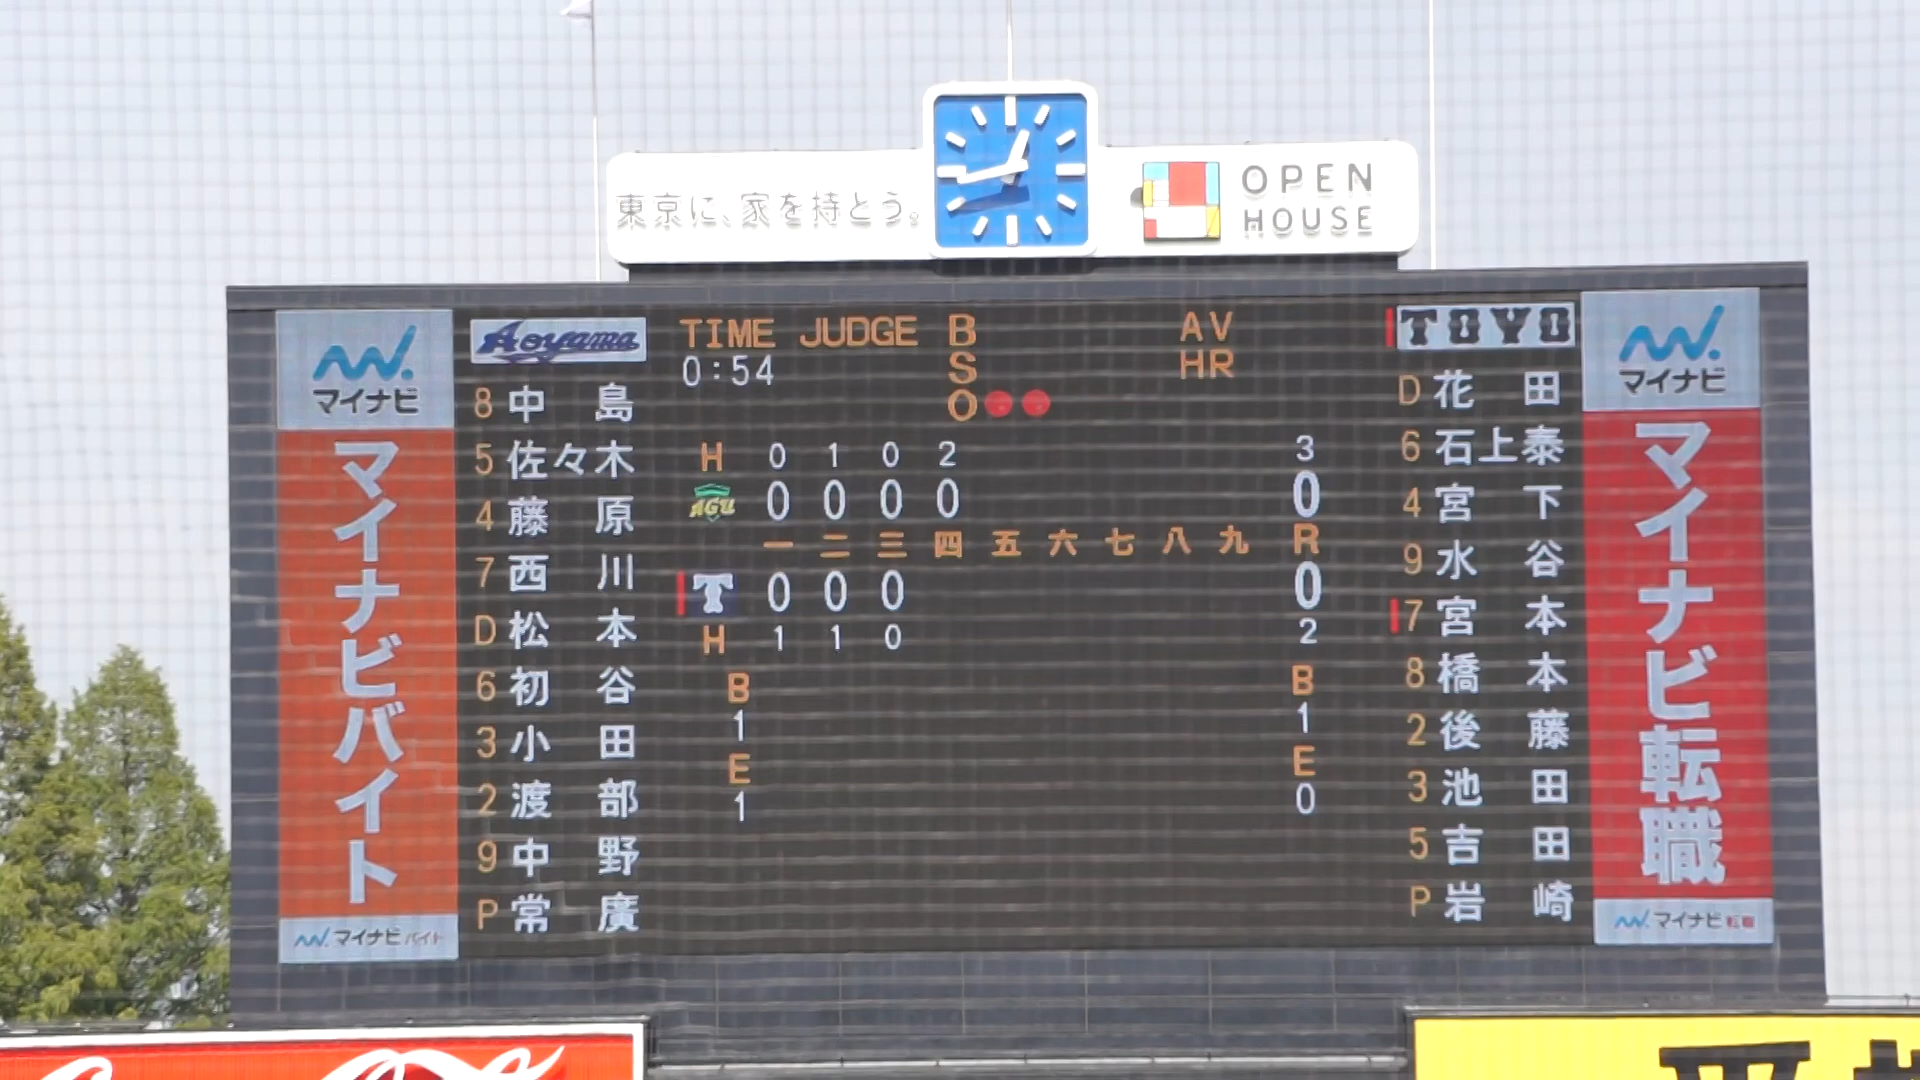 東京に、家を持とう。
OPEN
HOUSE
マイナビ
マイナビバイト
マイナビバイト
Aoyama
8 中島
5 佐々木
4 藤原
7 西川
D 松本
6 初谷
3 小田
2 渡部
9 中野
P 常廣
TIME JUDGE B AV
0:54 S HR
O
H 0 1 0 2 3
AGU 0 0 0 0 0
一 二 三 四 五 六 七 八 九 R
T 0 0 0 0
H 1 1 0 2
B B
1 1
E E
1 0
TOYO
D 花田
6 石上泰
4 宮下
9 水谷
7 宮本
8 橋本
2 後藤
3 池田
5 吉田
P 岩崎
マイナビ
マイナビ転職
マイナビ転職